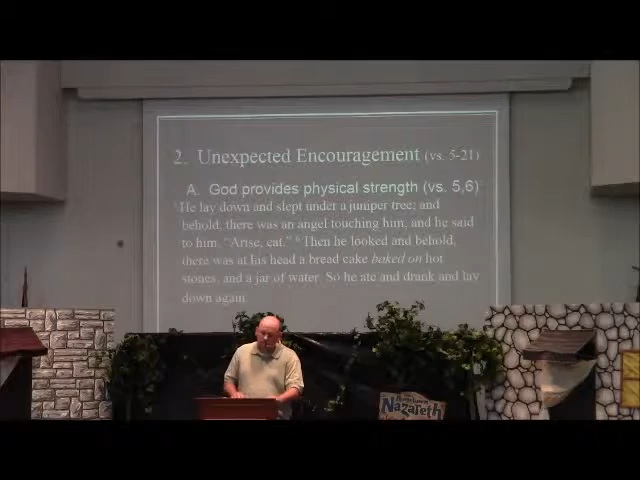 2. Unexpected Encouragement (vs. 5-21)
A. God provides physical strength (vs. 5,6)
He lay down and slept under a juniper tree; and
behold, there was an angel touching him, and he said
to him, "Arise, eat." 6 Then he looked and behold,
there was at his head a bread cake baked on hot
stones, and a jar of water. So he ate and drank and lay
down again.
Hometown
Nazareth